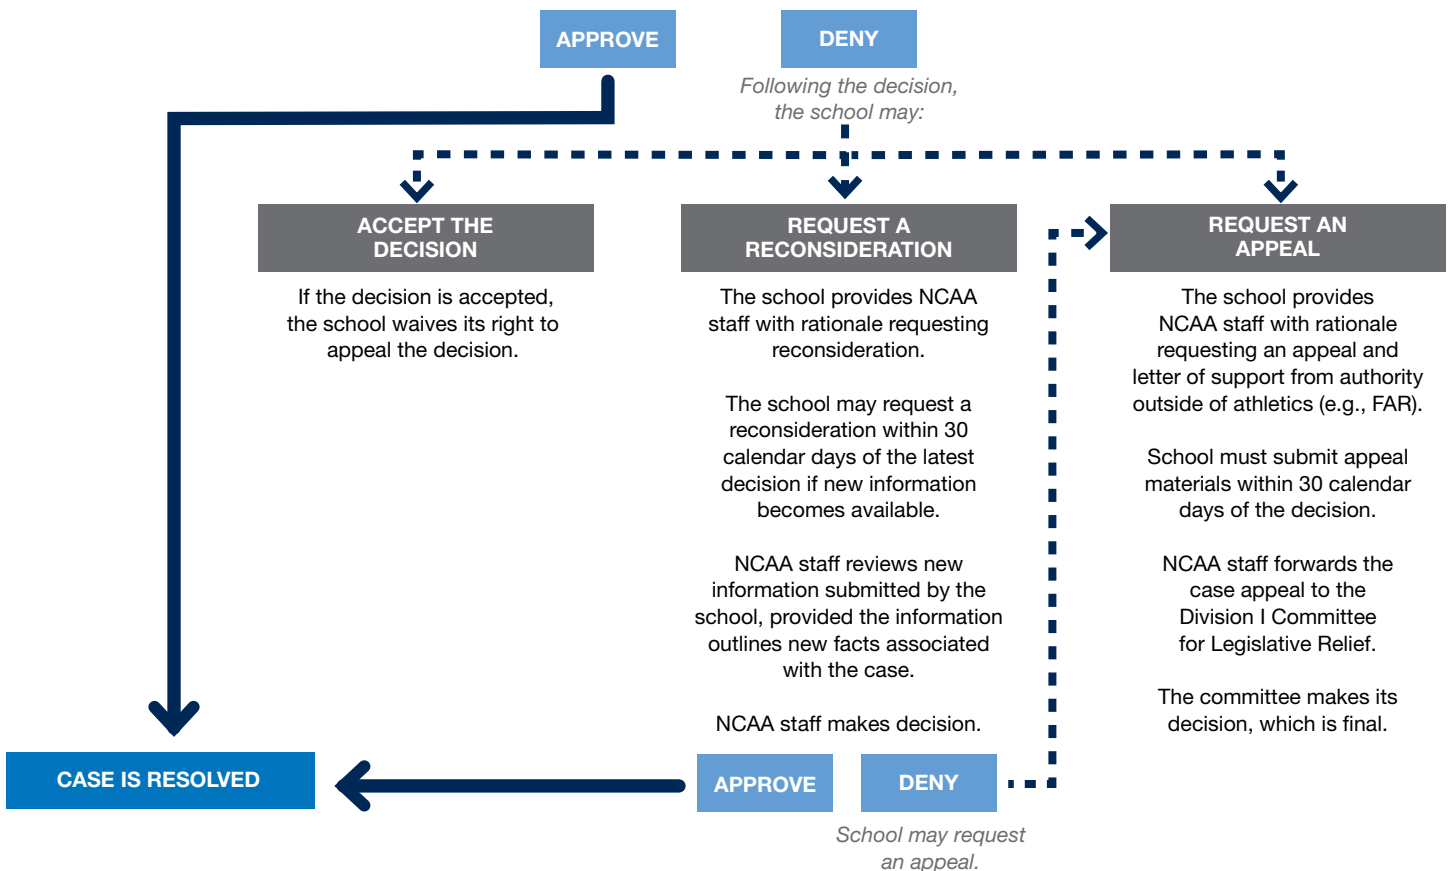 APPROVE
DENY
Following the decision,
the school may:
ACCEPT THE
DECISION
If the decision is accepted,
the school waives its right to
appeal the decision.
REQUEST A
RECONSIDERATION
The school provides NCAA
staff with rationale requesting
reconsideration.
The school may request a
reconsideration within 30
calendar days of the latest
decision if new information
becomes available.
NCAA staff reviews new
information submitted by the
school, provided the information
outlines new facts associated
with the case.
NCAA staff makes decision.
APPROVE
DENY
School may request
an appeal.
REQUEST AN
APPEAL
The school provides
NCAA staff with rationale
requesting an appeal and
letter of support from authority
outside of athletics (e.g., FAR).
School must submit appeal
materials within 30 calendar
days of the decision.
NCAA staff forwards the
case appeal to the
Division I Committee
for Legislative Relief.
The committee makes its
decision, which is final.
CASE IS RESOLVED